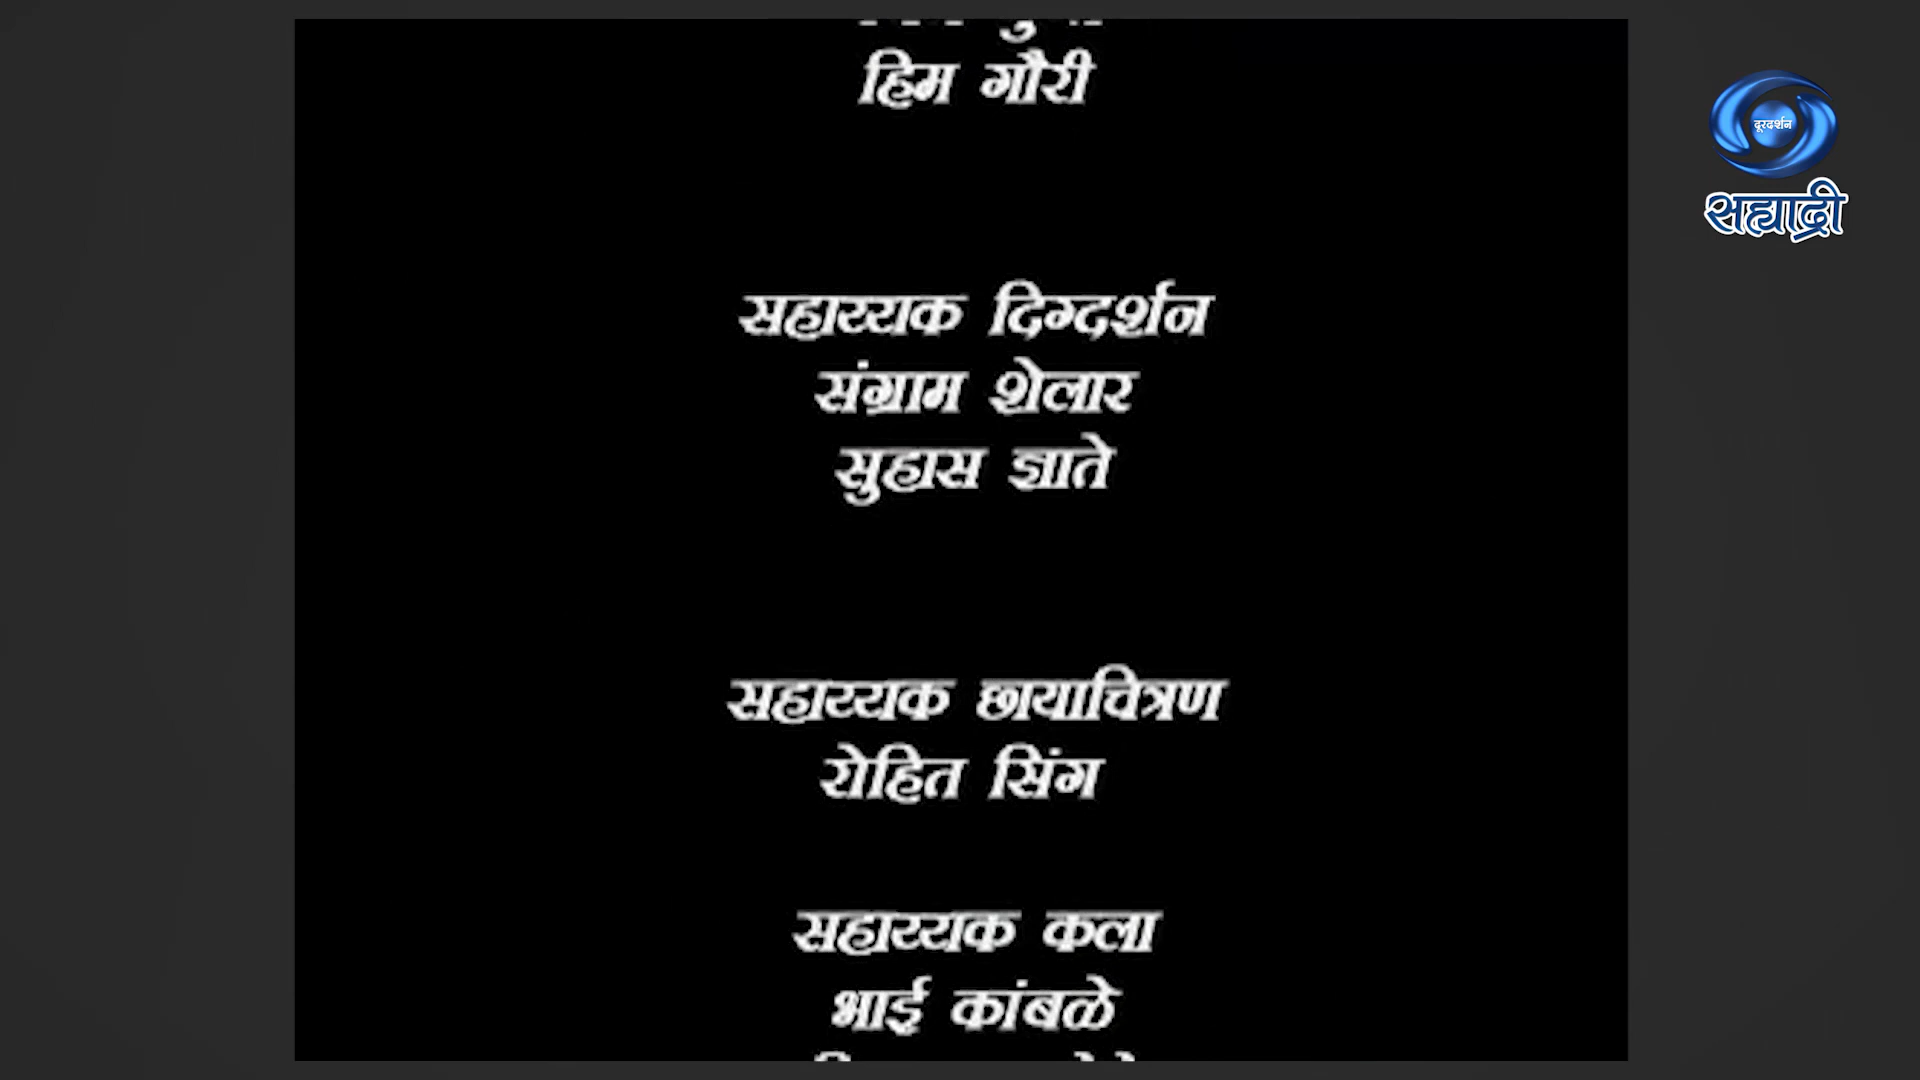 हिम गौरी
सहाय्यक दिग्दर्शन
संग्राम शेलार
सुहास ज्ञाते
सहाय्यक छायाचित्रण
रोहित सिंग
सहाय्यक कला
भाई कांबळे
दूरदर्शन
सह्याद्री